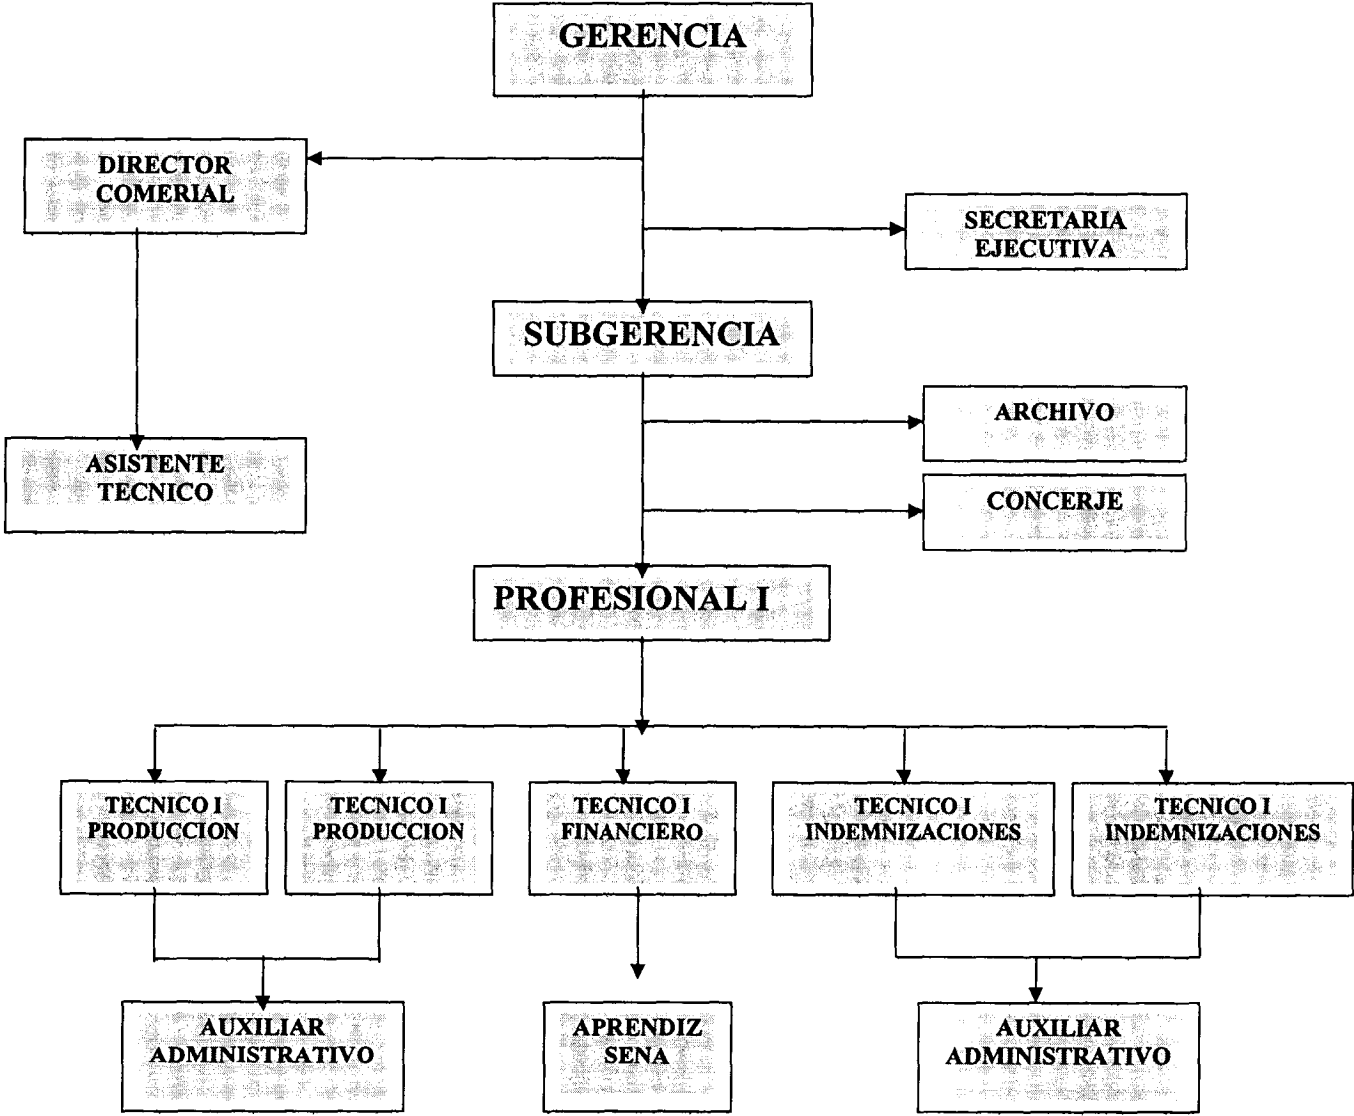 GERENCIA
DIRECTOR
COMERIAL
SECRETARIA
EJECUTIVA
SUBGERENCIA
ARCHIVO
ASISTENTE
TECNICO
CONCERJE
PROFESIONAL I
TECNICO I
PRODUCCION
TECNICO I
PRODUCCION
TECNICO I
FINANCIERO
TECNICO I
INDEMNIZACIONES
TECNICO I
INDEMNIZACIONES
AUXILIAR
ADMINISTRATIVO
APRENDIZ
SENA
AUXILIAR
ADMINISTRATIVO